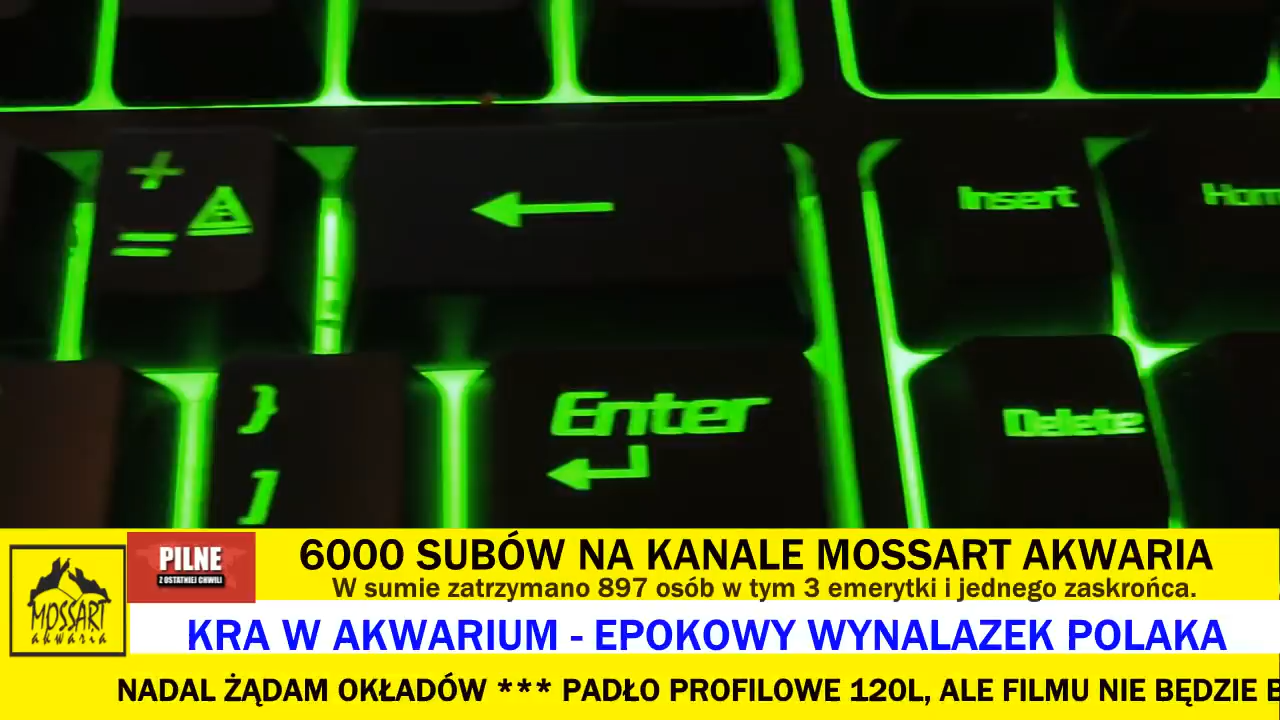 +
=
Insert
Hom
}
]
Enter
Delete
PILNE
Z OSTATNIEJ CHWILI
6000 SUBÓW NA KANALE MOSSART AKWARIA
W sumie zatrzymano 897 osób w tym 3 emerytki i jednego zaskrońca.
MOSSART
akwaria
KRA W AKWARIUM - EPOKOWY WYNALAZEK POLAKA
NADAL ŻĄDAM OKŁADÓW *** PADŁO PROFILOWE 120L, ALE FILMU NIE BĘDZIE B